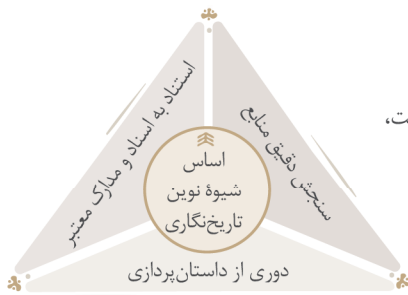 استناد به اسناد و مدارک معتبر
سنجش دقیق منابع
ت،
اساس
شیوهٔ نوین
تاریخ‌نگاری
دوری از داستان‌پردازی